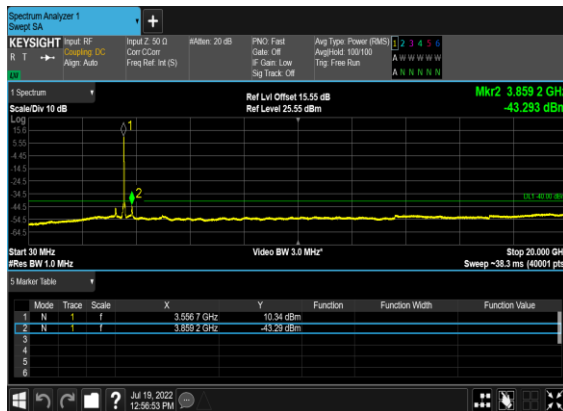 Spectrum Analyzer 1
Swept SA
+
KEYSIGHT Input: RF Input Z: 50 Ω #Atten: 20 dB PNO: Fast Avg Type: Power (RMS) 1 2 3 4 5 6
R T Coupling: DC Corr CCorr Gate: Off Avg|Hold: 100/100 A W W W W W
Align: Auto Freq Ref: Int (S) IF Gain: Low Trig: Free Run
Sig Track: Off A N N N N N
1 Spectrum Ref Lvl Offset 15.55 dB Mkr2 3.859 2 GHz
Scale/Div 10 dB Ref Level 25.55 dBm -43.293 dBm
Log
15.6
5.55
-4.45
-14.5
-24.5
-34.5
-44.5
-54.5
-64.5
1
2
Start 30 MHz Video BW 3.0 MHz* Stop 20.000 GHz
#Res BW 1.0 MHz Sweep ~38.3 ms (40001 pts)
5 Marker Table
Mode Trace Scale X Y Function Function Width Function Value
1 N 1 f 3.556 7 GHz 10.34 dBm
2 N 1 f 3.859 2 GHz -43.29 dBm
3
4
5
6
? Jul 19, 2022
12:56:53 PM